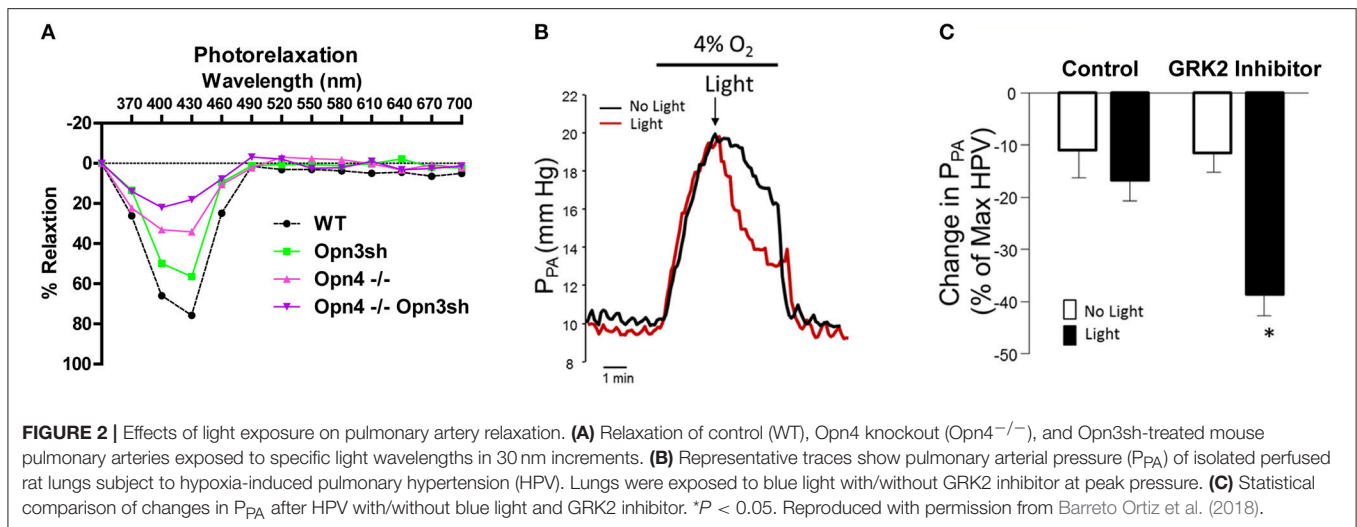 A
Photorelaxation
Wavelength (nm)
370 400 430 460 490 520 550 580 610 640 670 700
-20
0
20
40
60
80
100
% Relaxtion
WT
Opn3sh
Opn4 -/-
Opn4 -/- Opn3sh
B
4% O₂
Light
No Light
Light
22
20
18
16
14
12
10
8
P_PA (mm Hg)
1 min
C
Control GRK2 Inhibitor
0
-10
-20
-30
-40
-50
Change in P_PA
(% of Max HPV)
No Light
Light
*
FIGURE 2 | Effects of light exposure on pulmonary artery relaxation. (A) Relaxation of control (WT), Opn4 knockout (Opn4⁻/⁻), and Opn3sh-treated mouse
pulmonary arteries exposed to specific light wavelengths in 30 nm increments. (B) Representative traces show pulmonary arterial pressure (P_PA) of isolated perfused
rat lungs subject to hypoxia-induced pulmonary hypertension (HPV). Lungs were exposed to blue light with/without GRK2 inhibitor at peak pressure. (C) Statistical
comparison of changes in P_PA after HPV with/without blue light and GRK2 inhibitor. *P < 0.05. Reproduced with permission from Barreto Ortiz et al. (2018).